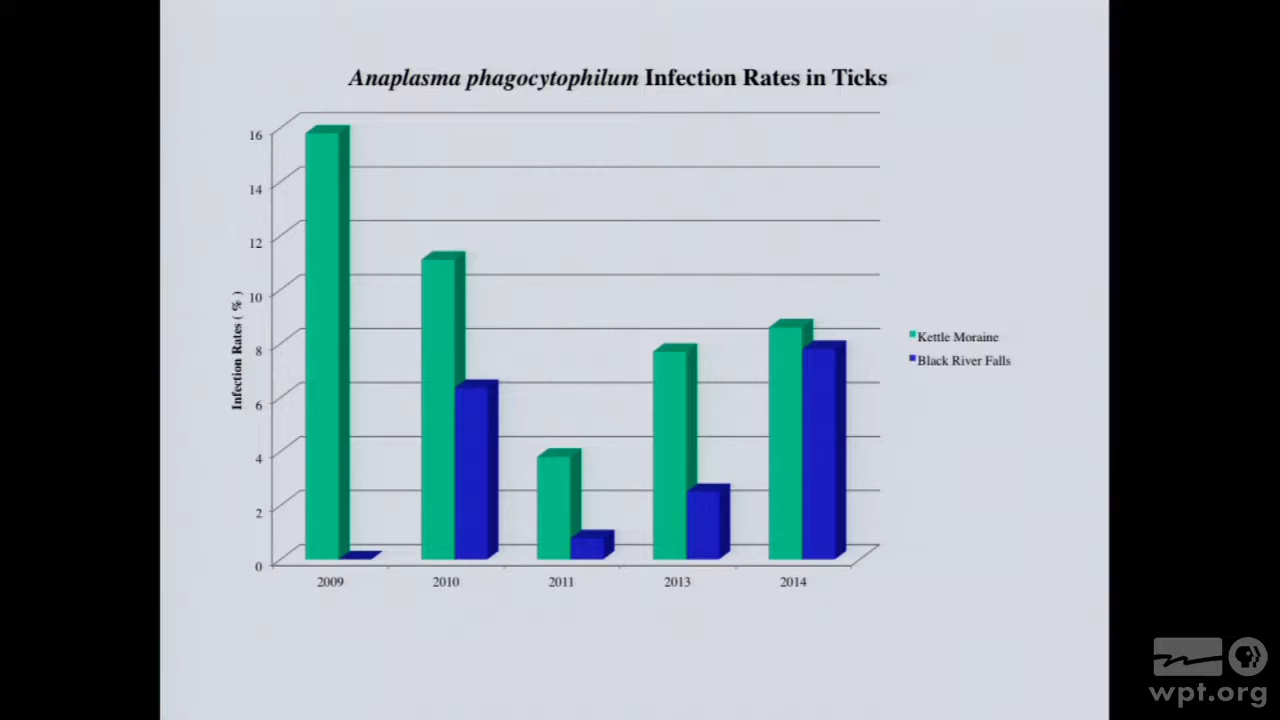 Anaplasma phagocytophilum Infection Rates in Ticks
16
14
12
10
8
6
4
2
0
Infection Rates ( % )
2009 2010 2011 2013 2014
Kettle Moraine
Black River Falls
PBS
wpt.org